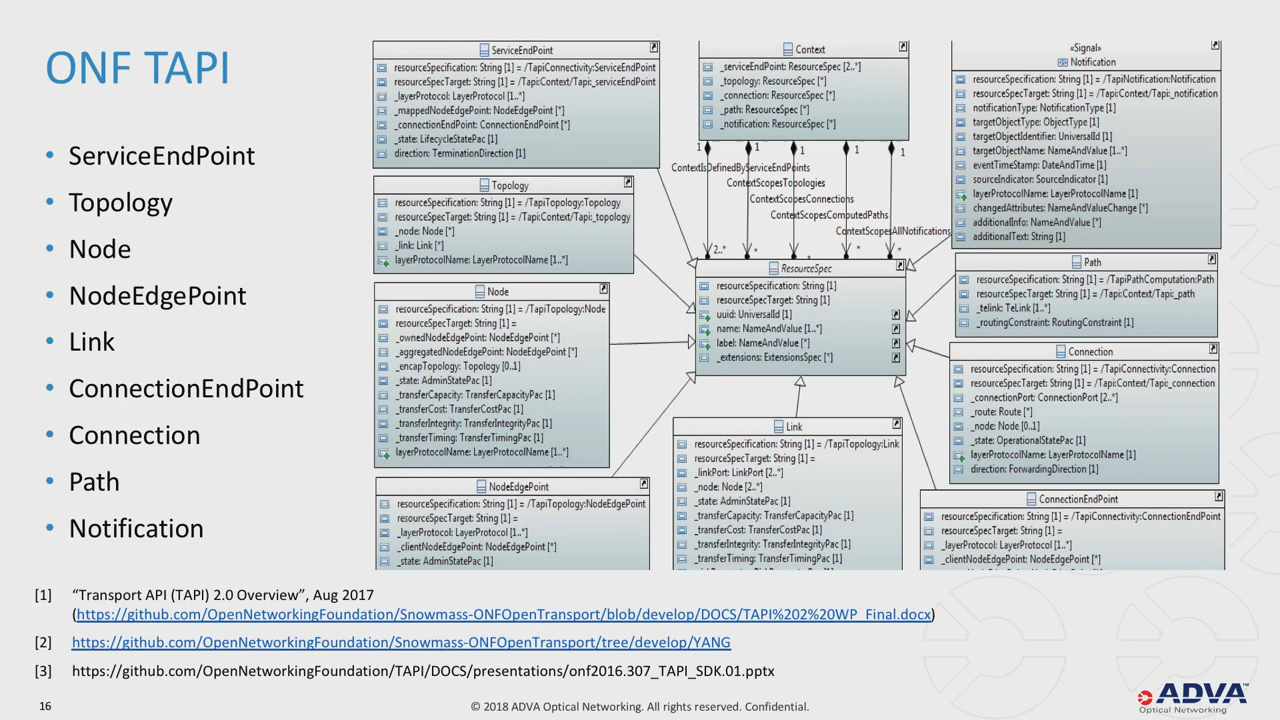 ONF TAPI
• ServiceEndPoint
• Topology
• Node
• NodeEdgePoint
• Link
• ConnectionEndPoint
• Connection
• Path
• Notification
ServiceEndPoint
resourceSpecification: String [1] = /TapiConnectivity:ServiceEndPoint
resourceSpecTarget: String [1] = /Tapi:Context/Tapi:_serviceEndPoint
_layerProtocol: LayerProtocol [1..*]
_mappedNodeEdgePoint: NodeEdgePoint [*]
_connectionEndPoint: ConnectionEndPoint [*]
_state: LifecycleStatePac [1]
direction: TerminationDirection [1]
Topology
resourceSpecification: String [1] = /TapiTopology:Topology
resourceSpecTarget: String [1] = /Tapi:Context/Tapi:_topology
_node: Node [*]
_link: Link [*]
layerProtocolName: LayerProtocolName [1..*]
Node
resourceSpecification: String [1] = /TapiTopology:Node
resourceSpecTarget: String [1] =
_ownedNodeEdgePoint: NodeEdgePoint [*]
_aggregatedNodeEdgePoint: NodeEdgePoint [*]
_encapTopology: Topology [0..1]
_state: AdminStatePac [1]
_transferCapacity: TransferCapacityPac [1]
_transferCost: TransferCostPac [1]
_transferIntegrity: TransferIntegrityPac [1]
_transferTiming: TransferTimingPac [1]
layerProtocolName: LayerProtocolName [1..*]
NodeEdgePoint
resourceSpecification: String [1] = /TapiTopology:NodeEdgePoint
resourceSpecTarget: String [1] =
_layerProtocol: LayerProtocol [1..*]
_clientNodeEdgePoint: NodeEdgePoint [*]
_state: AdminStatePac [1]
Context
_serviceEndPoint: ResourceSpec [2..*]
_topology: ResourceSpec [*]
_connection: ResourceSpec [*]
_path: ResourceSpec [*]
_notification: ResourceSpec [*]
1 1 1 1 1
ContextIsDefinedByServiceEndPoints
ContextScopesTopologies
ContextScopesConnections
ContextScopesComputedPaths
ContextScopesAllNotifications
2..* * * * *
ResourceSpec
resourceSpecification: String [1]
resourceSpecTarget: String [1]
uuid: UniversalId [1]
name: NameAndValue [1..*]
label: NameAndValue [*]
_extensions: ExtensionsSpec [*]
Link
resourceSpecification: String [1] = /TapiTopology:Link
resourceSpecTarget: String [1] =
_linkPort: LinkPort [2..*]
_node: Node [2..*]
_state: AdminStatePac [1]
_transferCapacity: TransferCapacityPac [1]
_transferCost: TransferCostPac [1]
_transferIntegrity: TransferIntegrityPac [1]
_transferTiming: TransferTimingPac [1]
«Signal»
Notification
resourceSpecification: String [1] = /TapiNotification:Notification
resourceSpecTarget: String [1] = /Tapi:Context/Tapi:_notification
notificationType: NotificationType [1]
targetObjectType: ObjectType [1]
targetObjectIdentifier: UniversalId [1]
targetObjectName: NameAndValue [1..*]
eventTimeStamp: DateAndTime [1]
sourceIndicator: SourceIndicator [1]
layerProtocolName: LayerProtocolName [1]
changedAttributes: NameAndValueChange [*]
additionalInfo: NameAndValue [*]
additionalText: String [1]
Path
resourceSpecification: String [1] = /TapiPathComputation:Path
resourceSpecTarget: String [1] = /Tapi:Context/Tapi:_path
_telink: TeLink [1..*]
_routingConstraint: RoutingConstraint [1]
Connection
resourceSpecification: String [1] = /TapiConnectivity:Connection
resourceSpecTarget: String [1] = /Tapi:Context/Tapi:_connection
_connectionPort: ConnectionPort [2..*]
_route: Route [*]
_node: Node [0..1]
_state: OperationalStatePac [1]
layerProtocolName: LayerProtocolName [1]
direction: ForwardingDirection [1]
ConnectionEndPoint
resourceSpecification: String [1] = /TapiConnectivity:ConnectionEndPoint
resourceSpecTarget: String [1] =
_layerProtocol: LayerProtocol [1..*]
_clientNodeEdgePoint: NodeEdgePoint [*]
[1] “Transport API (TAPI) 2.0 Overview”, Aug 2017
(https://github.com/OpenNetworkingFoundation/Snowmass-ONFOpenTransport/blob/develop/DOCS/TAPI%202%20WP_Final.docx)
[2] https://github.com/OpenNetworkingFoundation/Snowmass-ONFOpenTransport/tree/develop/YANG
[3] https://github.com/OpenNetworkingFoundation/TAPI/DOCS/presentations/onf2016.307_TAPI_SDK.01.pptx
16
© 2018 ADVA Optical Networking. All rights reserved. Confidential.
ADVA™
Optical Networking